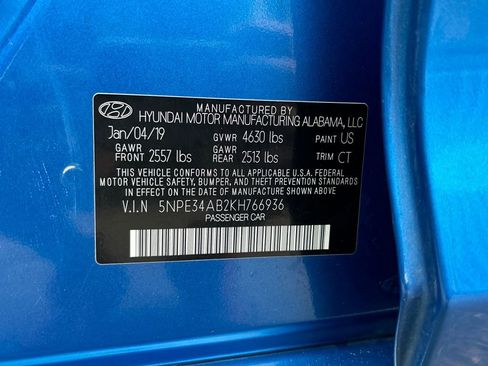 MANUFACTURED BY
HYUNDAI MOTOR MANUFACTURING ALABAMA, LLC
Jan/04/19 GVWR 4630 lbs PAINT US
GAWR FRONT 2557 lbs GAWR REAR 2513 lbs TRIM CT
THIS VEHICLE CONFORMS TO ALL APPLICABLE U.S.A. FEDERAL
MOTOR VEHICLE SAFETY, BUMPER, AND THEFT PREVENTION
STANDARDS IN EFFECT ON THE DATE OF MANUFACTURE SHOWN ABOVE.
V.I.N 5NPE34AB2KH766936
PASSENGER CAR